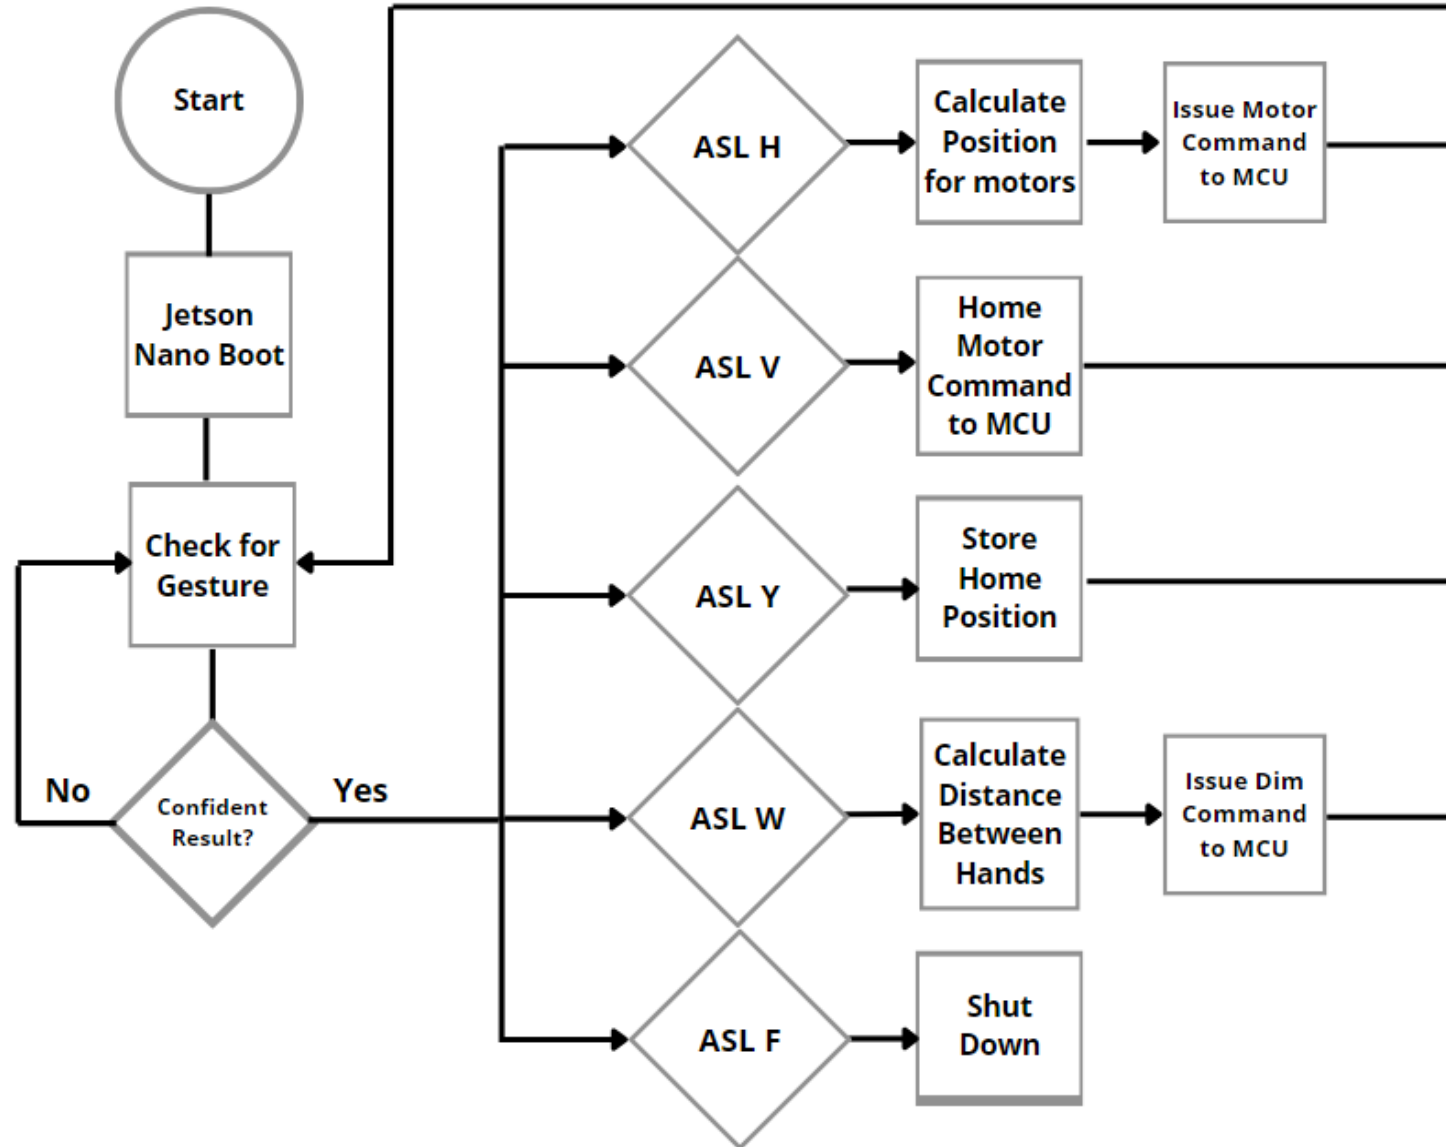 Start
Jetson
Nano Boot
Check for
Gesture
No
Confident
Result?
Yes
ASL H
Calculate
Position
for motors
Issue Motor
Command
to MCU
ASL V
Home
Motor
Command
to MCU
ASL Y
Store
Home
Position
ASL W
Calculate
Distance
Between
Hands
Issue Dim
Command
to MCU
ASL F
Shut
Down